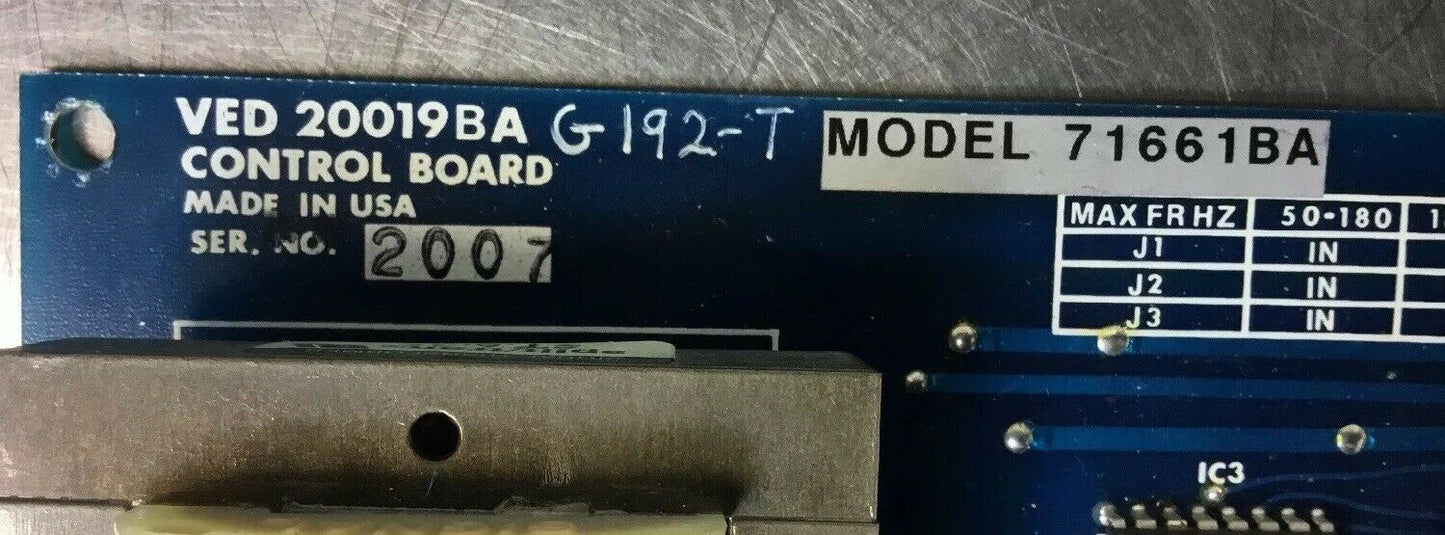 VED 20019BA G192-T
CONTROL BOARD
MADE IN USA
SER. NO. 2007
MODEL 71661BA
MAX FR HZ 50-180
J1 IN
J2 IN
J3 IN
IC3